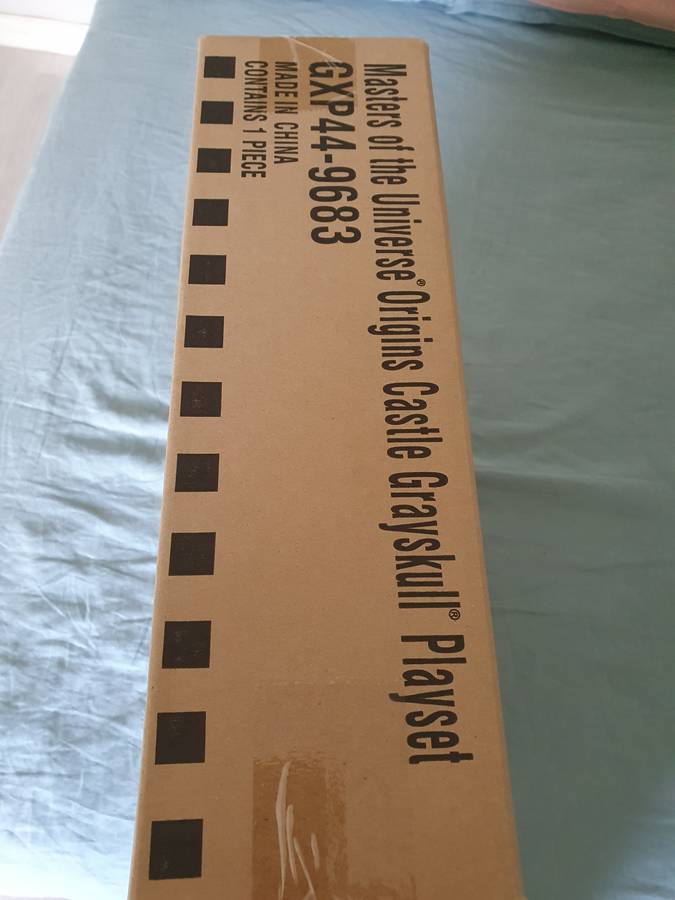 Masters of the Universe® Origins Castle Grayskull® Playset
GXP44-9683
MADE IN CHINA
CONTAINS 1 PIECE